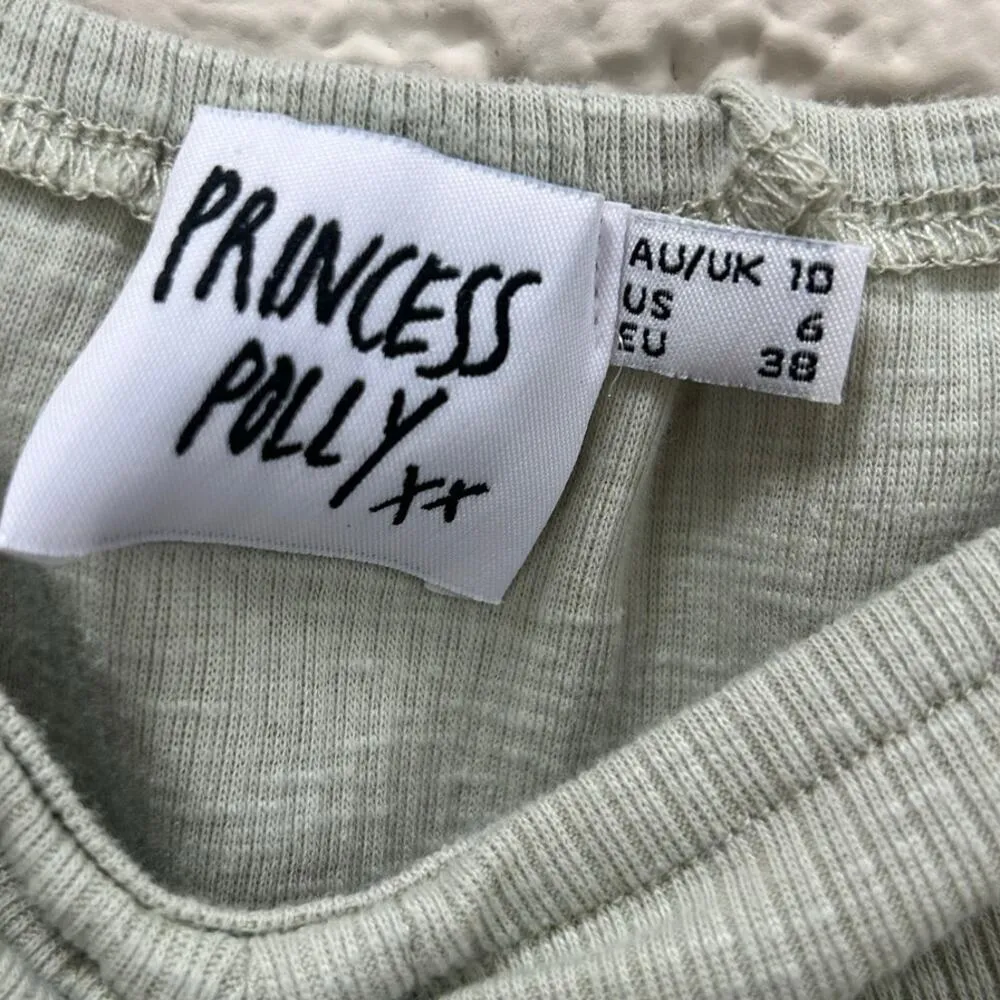 PRINCESS
POLLY xx
AU/UK 10
US 6
EU 38